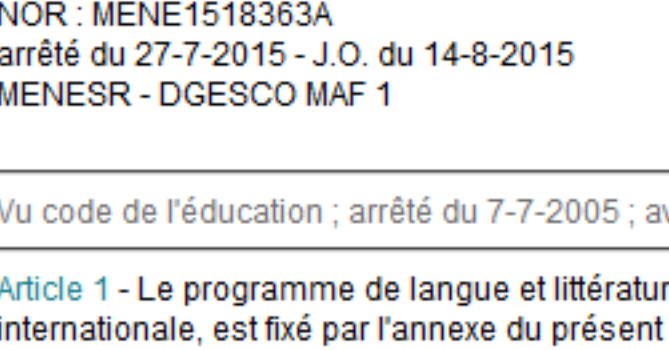 NOR : MENE1518363A
arrêté du 27-7-2015 - J.O. du 14-8-2015
MENESR - DGESCO MAF 1
Vu code de l'éducation ; arrêté du 7-7-2005 ;
Article 1 - Le programme de langue et
internationale, est fixé par l'annexe du présent